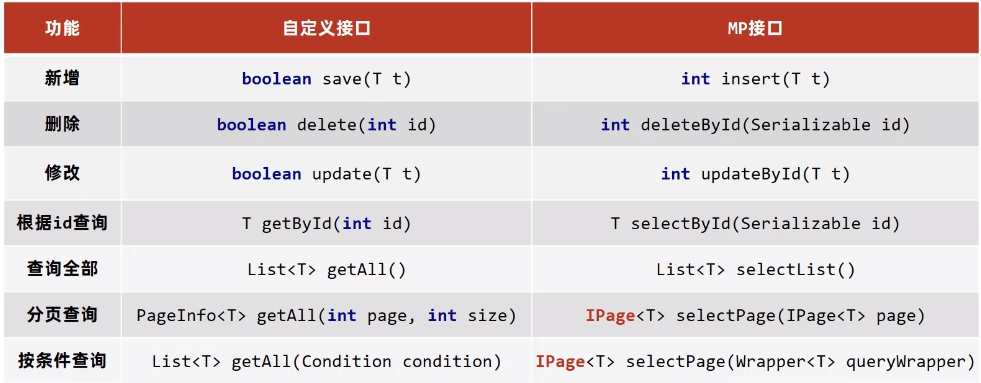 功能 自定义接口 MP接口
新增 boolean save(T t) int insert(T t)
删除 boolean delete(int id) int deleteById(Serializable id)
修改 boolean update(T t) int updateById(T t)
根据id查询 T getById(int id) T selectById(Serializable id)
查询全部 List<T> getAll() List<T> selectList()
分页查询 PageInfo<T> getAll(int page, int size) IPage<T> selectPage(IPage<T> page)
按条件查询 List<T> getAll(Condition condition) IPage<T> selectPage(Wrapper<T> queryWrapper)